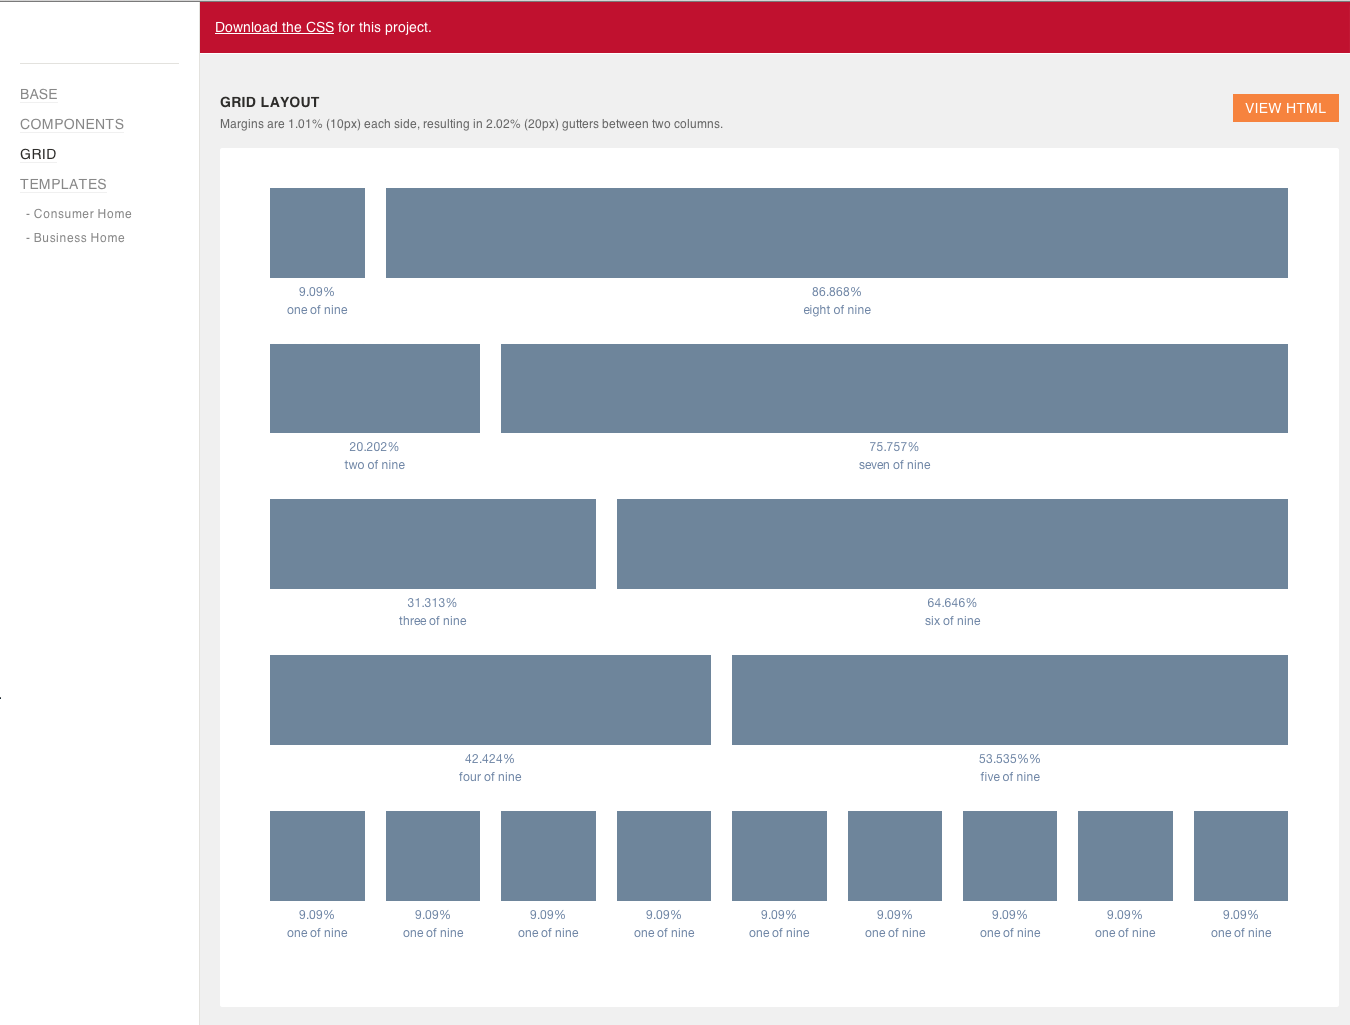 Download the CSS for this project.
BASE
COMPONENTS
GRID
TEMPLATES
- Consumer Home
- Business Home
GRID LAYOUT
Margins are 1.01% (10px) each side, resulting in 2.02% (20px) gutters between two columns.
VIEW HTML
9.09%
one of nine
86.868%
eight of nine
20.202%
two of nine
75.757%
seven of nine
31.313%
three of nine
64.646%
six of nine
42.424%
four of nine
53.535%%
five of nine
9.09%
one of nine
9.09%
one of nine
9.09%
one of nine
9.09%
one of nine
9.09%
one of nine
9.09%
one of nine
9.09%
one of nine
9.09%
one of nine
9.09%
one of nine